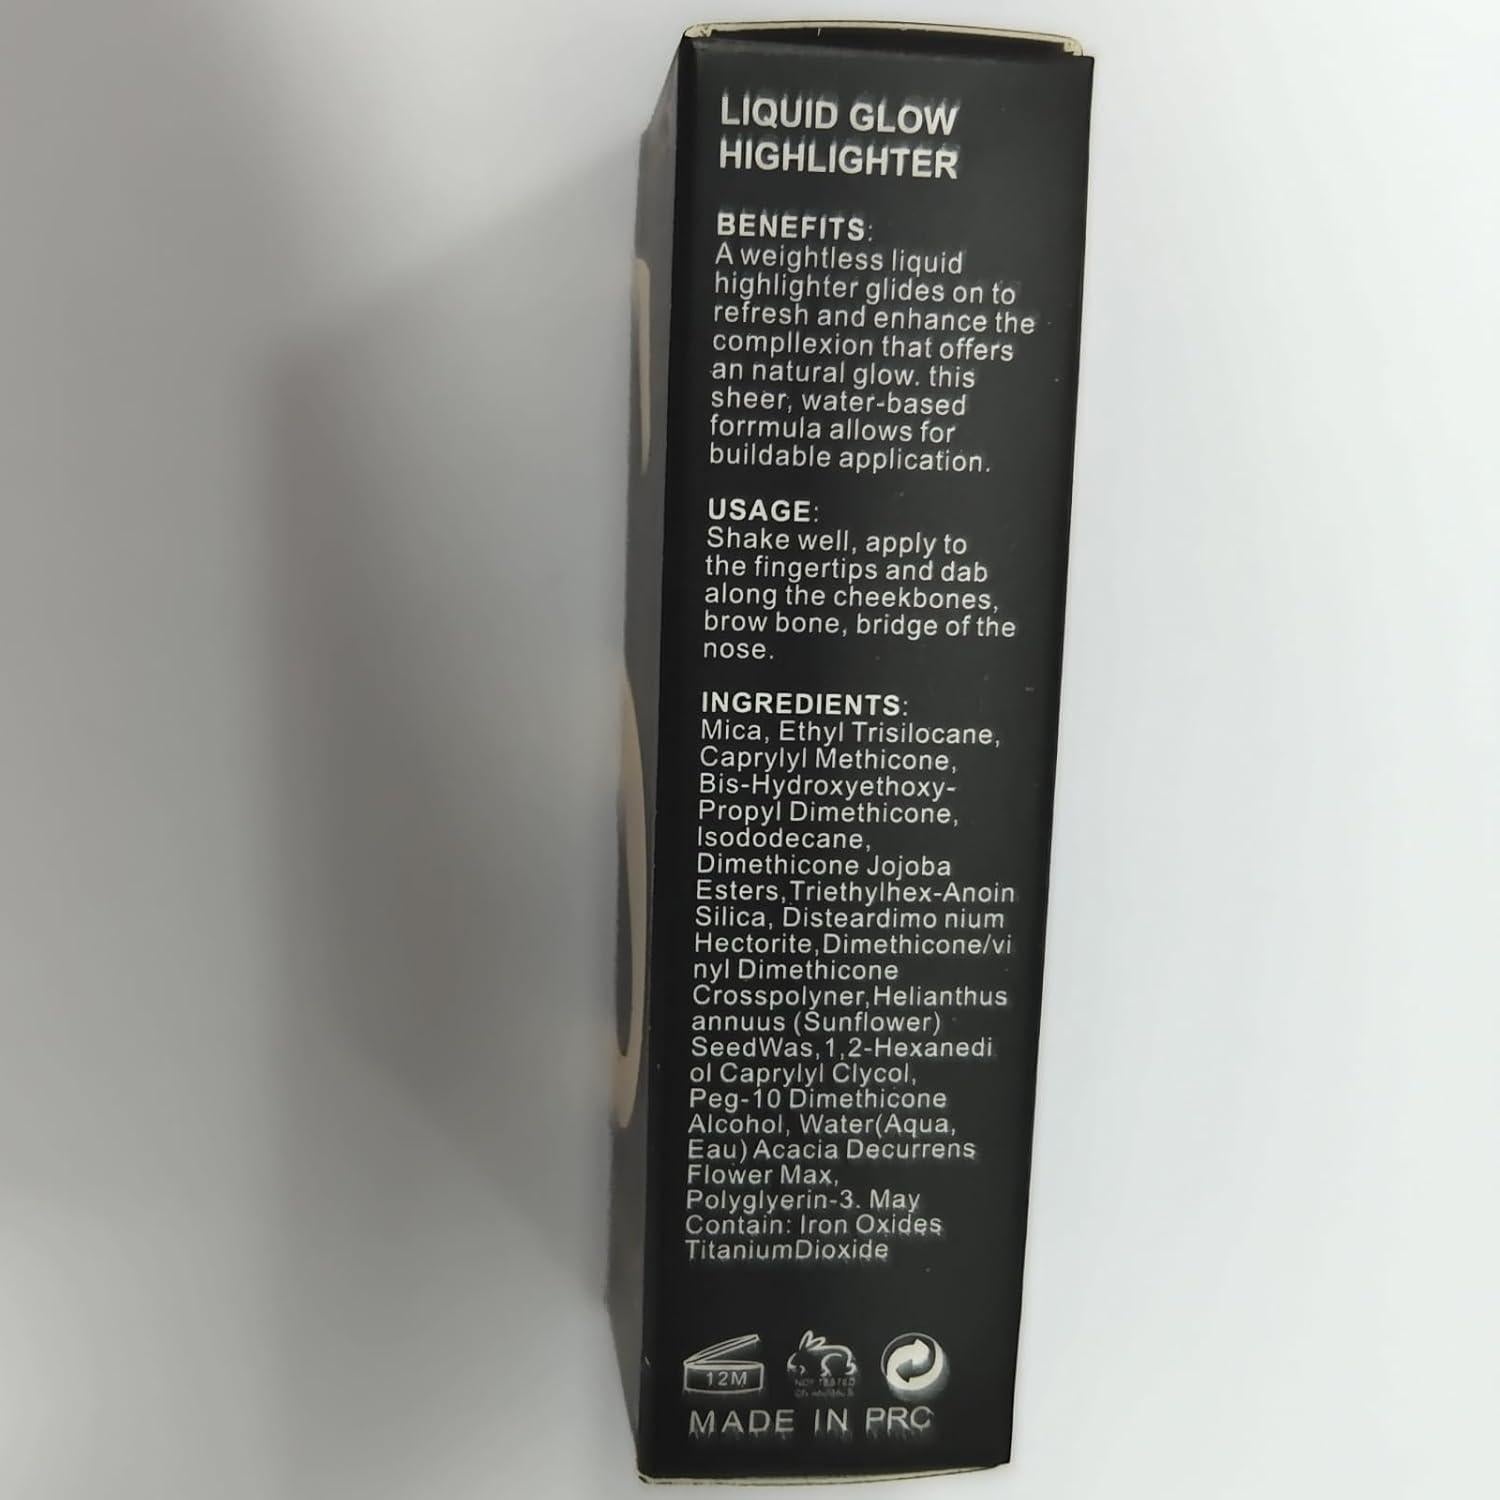 LIQUID GLOW
HIGHLIGHTER
BENEFITS:
A weightless liquid
highlighter glides on to
refresh and enhance the
compllexion that offers
an natural glow. this
sheer, water-based
forrmula allows for
buildable application.
USAGE:
Shake well, apply to
the fingertips and dab
along the cheekbones,
brow bone, bridge of the
nose.
INGREDIENTS:
Mica, Ethyl Trisilocane,
Caprylyl Methicone,
Bis-Hydroxyethoxy-
Propyl Dimethicone,
Isododecane,
Dimethicone Jojoba
Esters,Triethylhex-Anoin
Silica, Disteardimo nium
Hectorite,Dimethicone/vi
nyl Dimethicone
Crosspolyner,Helianthus
annuus (Sunflower)
SeedWas,1,2-Hexanedi
ol Caprylyl Clycol,
Peg-10 Dimethicone
Alcohol, Water(Aqua,
Eau) Acacia Decurrens
Flower Max,
Polyglyerin-3. May
Contain: Iron Oxides
TitaniumDioxide
12M
NOT TESTED
ON ANIMALS
MADE IN PRC